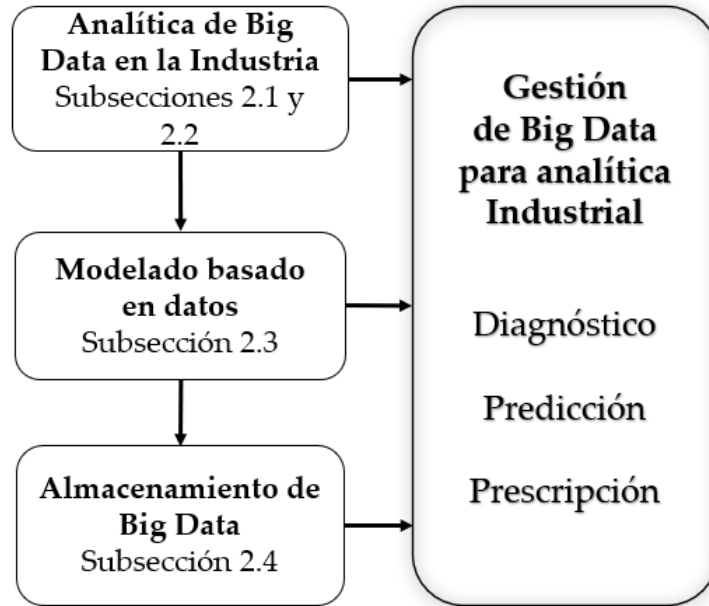 Analítica de Big
Data en la Industria
Subsecciones 2.1 y
2.2
Modelado basado
en datos
Subsección 2.3
Almacenamiento de
Big Data
Subsección 2.4
Gestión
de Big Data
para analítica
Industrial
Diagnóstico
Predicción
Prescripción